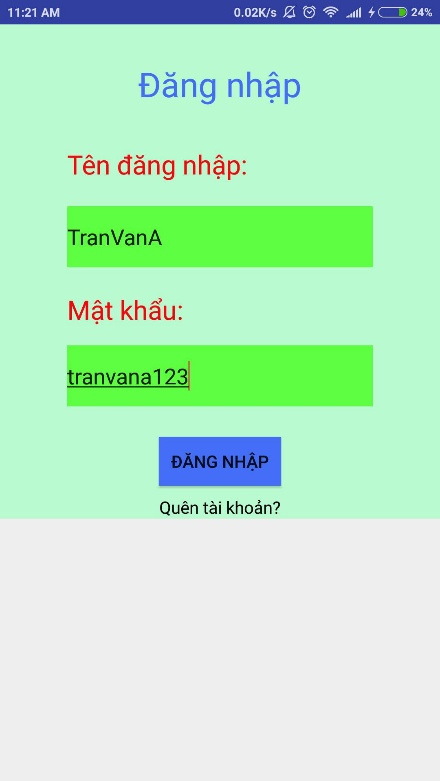 11:21 AM 0.02K/s 24%
Đăng nhập
Tên đăng nhập:
TranVanA
Mật khẩu:
tranvana123
ĐĂNG NHẬP
Quên tài khoản?